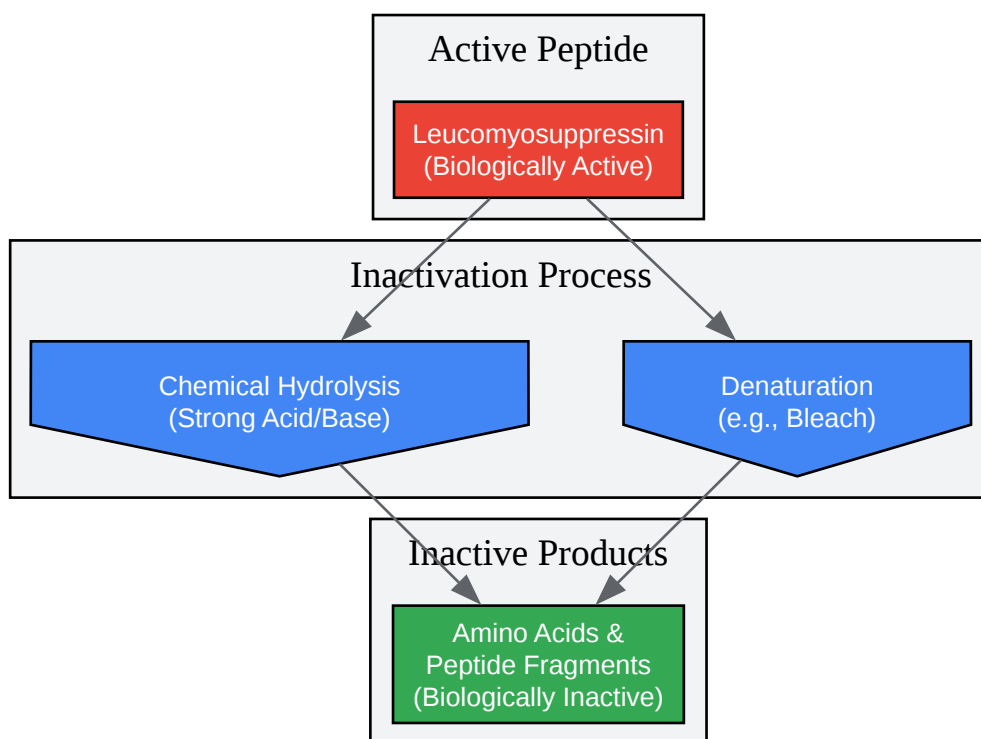 Active Peptide
Leucomyosuppressin
(Biologically Active)
Inactivation Process
Chemical Hydrolysis
(Strong Acid/Base)
Denaturation
(e.g., Bleach)
Inactive Products
Amino Acids &
Peptide Fragments
(Biologically Inactive)